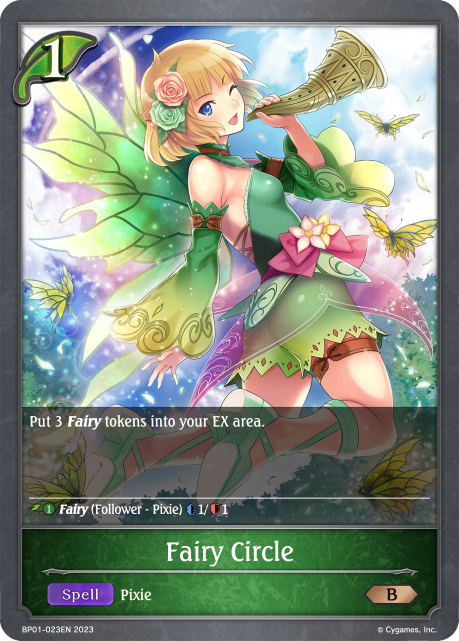 1
Put 3 Fairy tokens into your EX area.
1 Fairy (Follower - Pixie) 1/1
Fairy Circle
Spell Pixie B
BP01-023EN 2023 © Cygames, Inc.